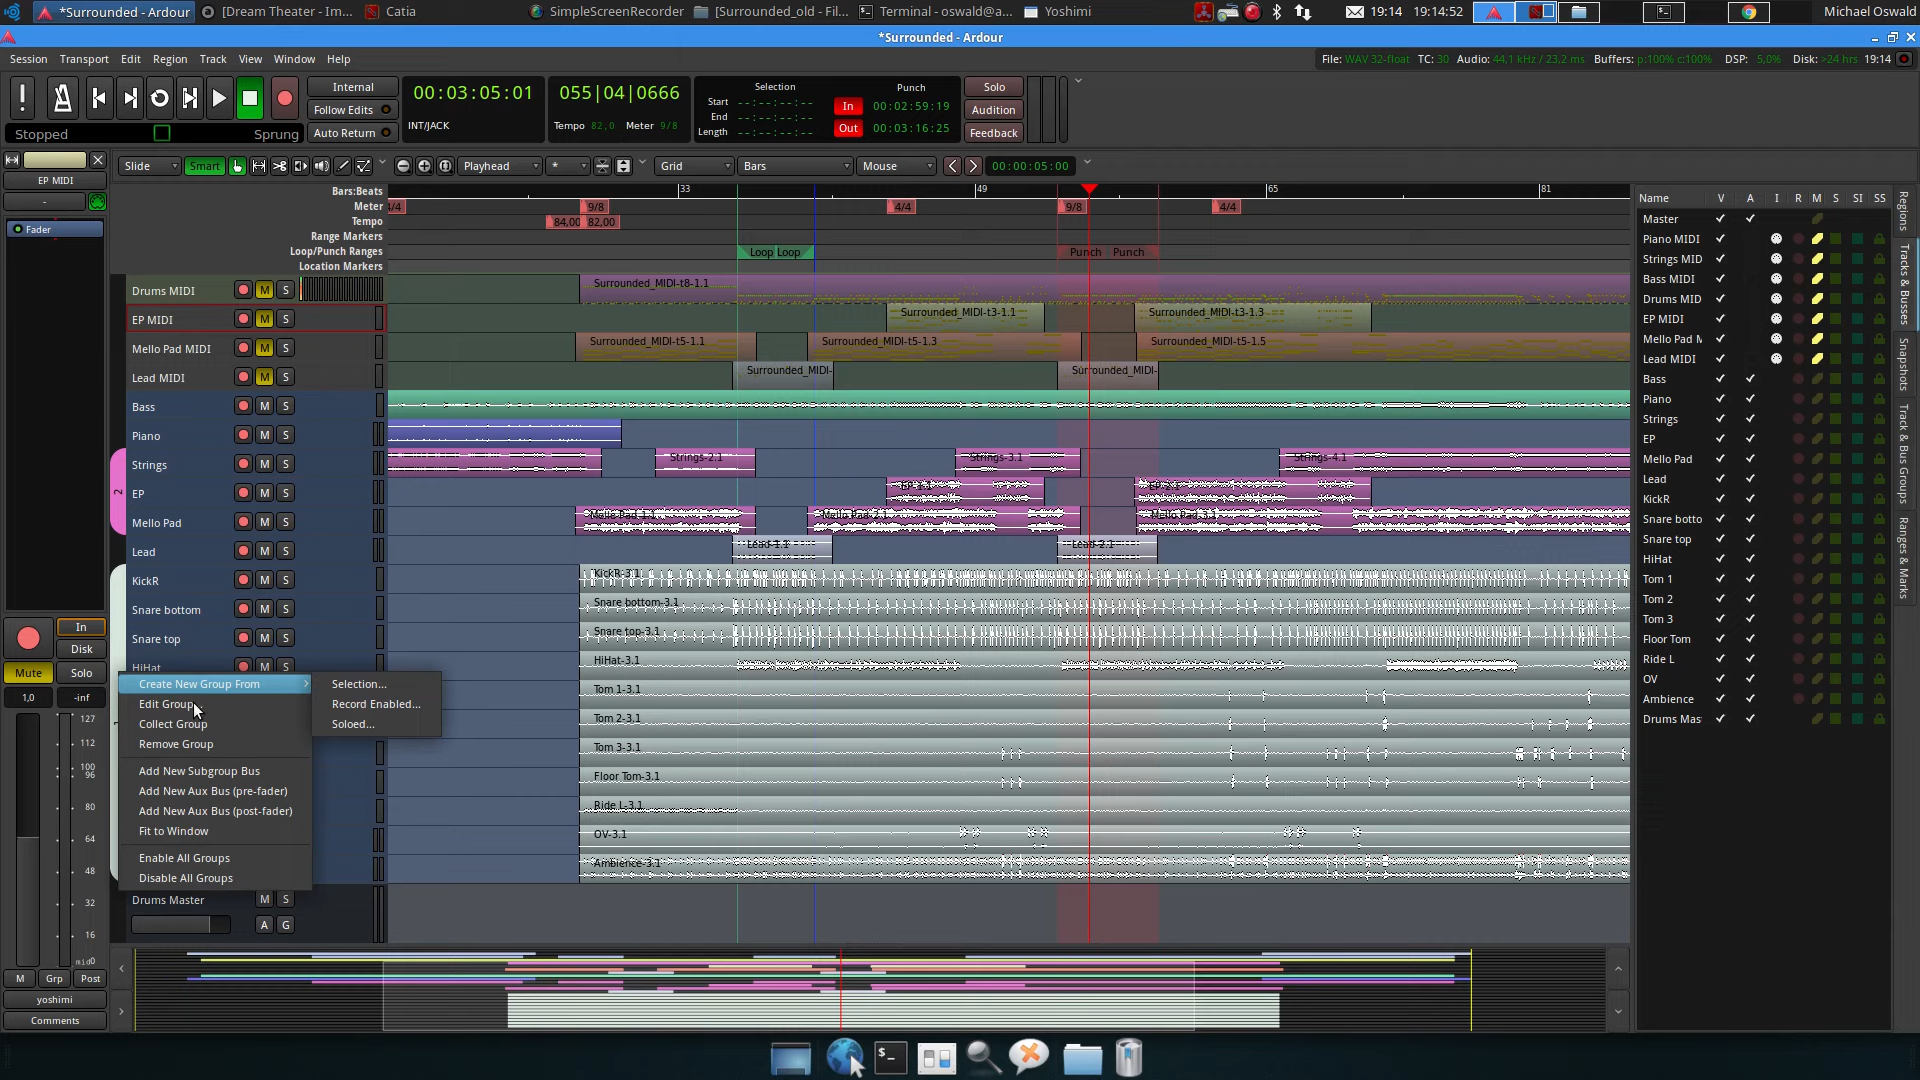 *Surrounded - Ardour
[Dream Theater - Im...
Catia
SimpleScreenRecorder
[Surrounded_old - Fil...
Terminal - oswald@a...
Yoshimi
19:14
19:14:52
Michael Oswald
*Surrounded - Ardour
Session Transport Edit Region Track View Window Help
File: WAV 32-float TC: 30 Audio: 44,1 kHz / 23,2 ms Buffers: p:100% c:100% DSP: 5,0% Disk: >24 hrs 19:14
Internal
Follow Edits
Auto Return
Stopped
Sprung
00:03:05:01
INT/JACK
055|04|0666
Tempo 82,0 Meter 9/8
Selection
Start --:--:--:--
End --:--:--:--
Length --:--:--:--
Punch
In 00:02:59:19
Out 00:03:16:25
Solo
Audition
Feedback
EP MIDI
-
Slide
Smart
Playhead
*
Grid
Bars
Mouse
00:00:05:00
Bars:Beats
33
49
65
81
Meter
4/4
9/8
4/4
9/8
4/4
Tempo
84,00
82,00
Range Markers
Loop/Punch Ranges
Loop
Loop
Punch
Punch
Location Markers
Fader
Drums MIDI M S
Surrounded_MIDI-t8-1.1
EP MIDI M S
Surrounded_MIDI-t3-1.1
Surrounded_MIDI-t3-1.3
Mello Pad MIDI M S
Surrounded_MIDI-t5-1.1
Surrounded_MIDI-t5-1.3
Surrounded_MIDI-t5-1.5
Lead MIDI M S
Surrounded_MIDI-
Surrounded_MIDI-
Bass M S
Piano M S
2
Strings M S
Strings-2.1
Strings-3.1
Strings-4.1
EP M S
Mello Pad M S
Lead M S
Lead-1.1
Lead-2.1
KickR M S
KickR-3.1
Snare bottom M S
Snare bottom-3.1
Snare top M S
Snare top-3.1
HiHat M S
HiHat-3.1
Tom 1-3.1
Tom 2-3.1
Tom 3-3.1
Floor Tom-3.1
Ride L-3.1
OV-3.1
Ambience-3.1
Create New Group From
Edit Group...
Collect Group
Remove Group
Add New Subgroup Bus
Add New Aux Bus (pre-fader)
Add New Aux Bus (post-fader)
Fit to Window
Enable All Groups
Disable All Groups
Selection...
Record Enabled...
Soloed...
Drums Master M S
A G
In
Disk
Mute
Solo
1,0
-inf
127
112
100
96
80
64
48
32
16
mid0
M
Grp
Post
yoshimi
Comments
Name V A I R M S SI SS
Master
Piano MIDI
Strings MID
Bass MIDI
Drums MID
EP MIDI
Mello Pad M
Lead MIDI
Bass
Piano
Strings
EP
Mello Pad
Lead
KickR
Snare botto
Snare top
HiHat
Tom 1
Tom 2
Tom 3
Floor Tom
Ride L
OV
Ambience
Drums Mas
Regions
Tracks & Busses
Snapshots
Track & Bus Groups
Ranges & Marks